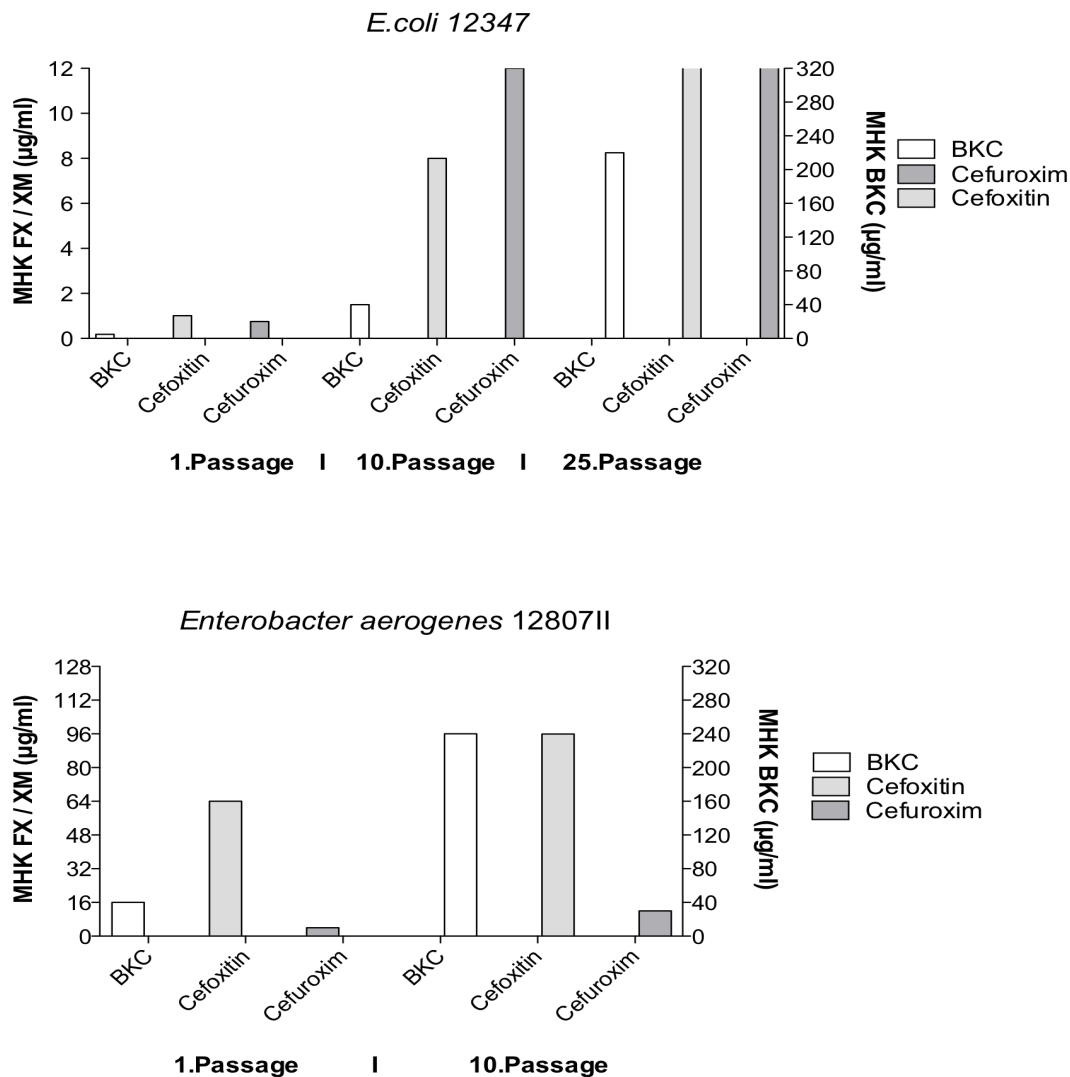 E.coli 12347
12
10
8
6
4
2
0
MHK FX / XM (µg/ml)
320
280
240
200
160
120
80
40
0
MHK BKC (µg/ml)
BKC
Cefuroxim
Cefoxitin
BKC
Cefoxitin
Cefuroxim
BKC
Cefoxitin
Cefuroxim
BKC
Cefoxitin
Cefuroxim
1.Passage I 10.Passage I 25.Passage
Enterobacter aerogenes 12807II
128
112
96
80
64
48
32
16
0
MHK FX / XM (µg/ml)
320
280
240
200
160
120
80
40
0
MHK BKC (µg/ml)
BKC
Cefoxitin
Cefuroxim
BKC
Cefoxitin
Cefuroxim
BKC
Cefoxitin
Cefuroxim
1.Passage I 10.Passage